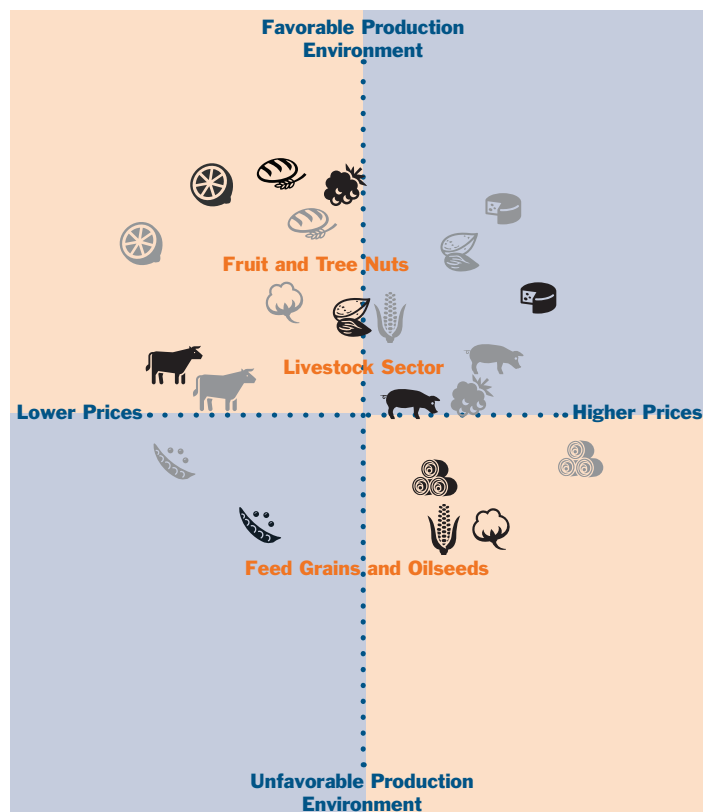 Favorable Production
Environment
Fruit and Tree Nuts
Livestock Sector
Lower Prices
Higher Prices
Feed Grains and Oilseeds
Unfavorable Production
Environment